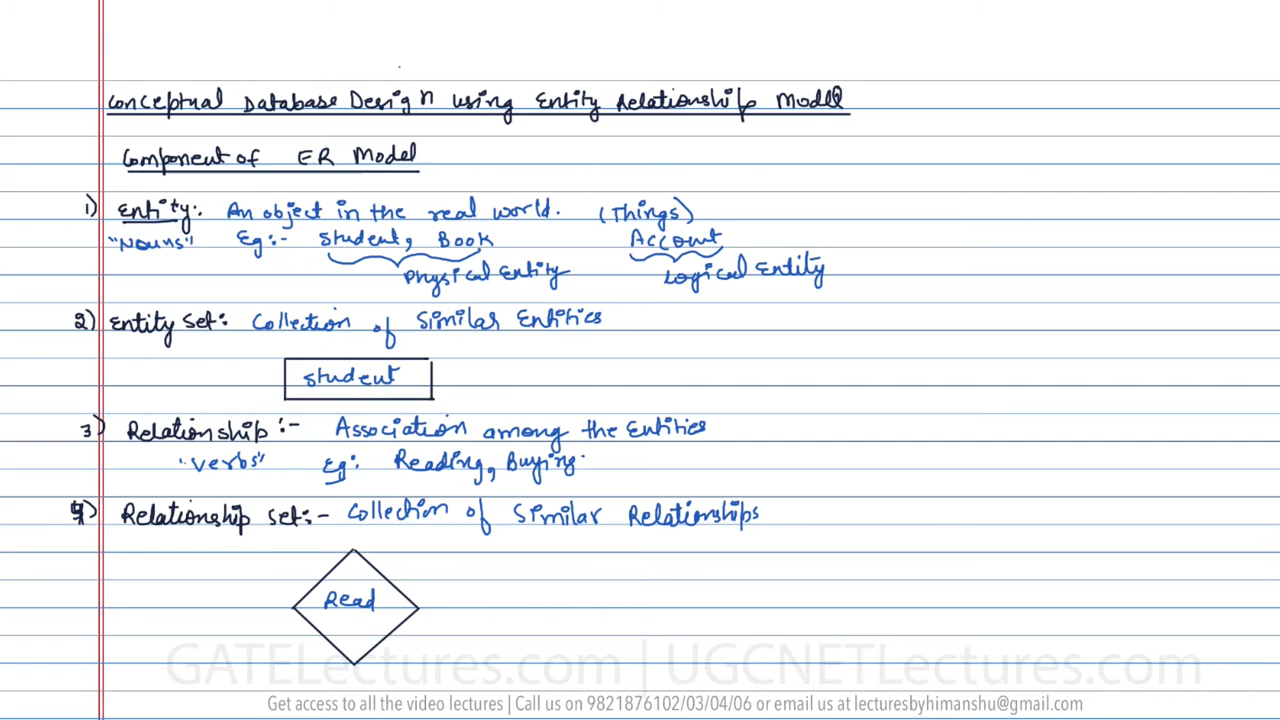 Conceptual Database Design using Entity Relationship Model
Component of ER Model
1) Entity:- An object in the real world. (Things)
"Nouns" Eg:- Student, Book Account
Physical Entity Logical Entity
2) Entity Set: Collection of Similar Entities
Student
3) Relationship:- Association among the Entities
"Verbs" Eg: Reading, Buying
4) Relationship set:- Collection of Similar Relationships
Read
GATELectures.com | UGCNETLectures.com
Get access to all the video lectures | Call us on 9821876102/03/04/06 or email us at lecturesbyhimanshu@gmail.com